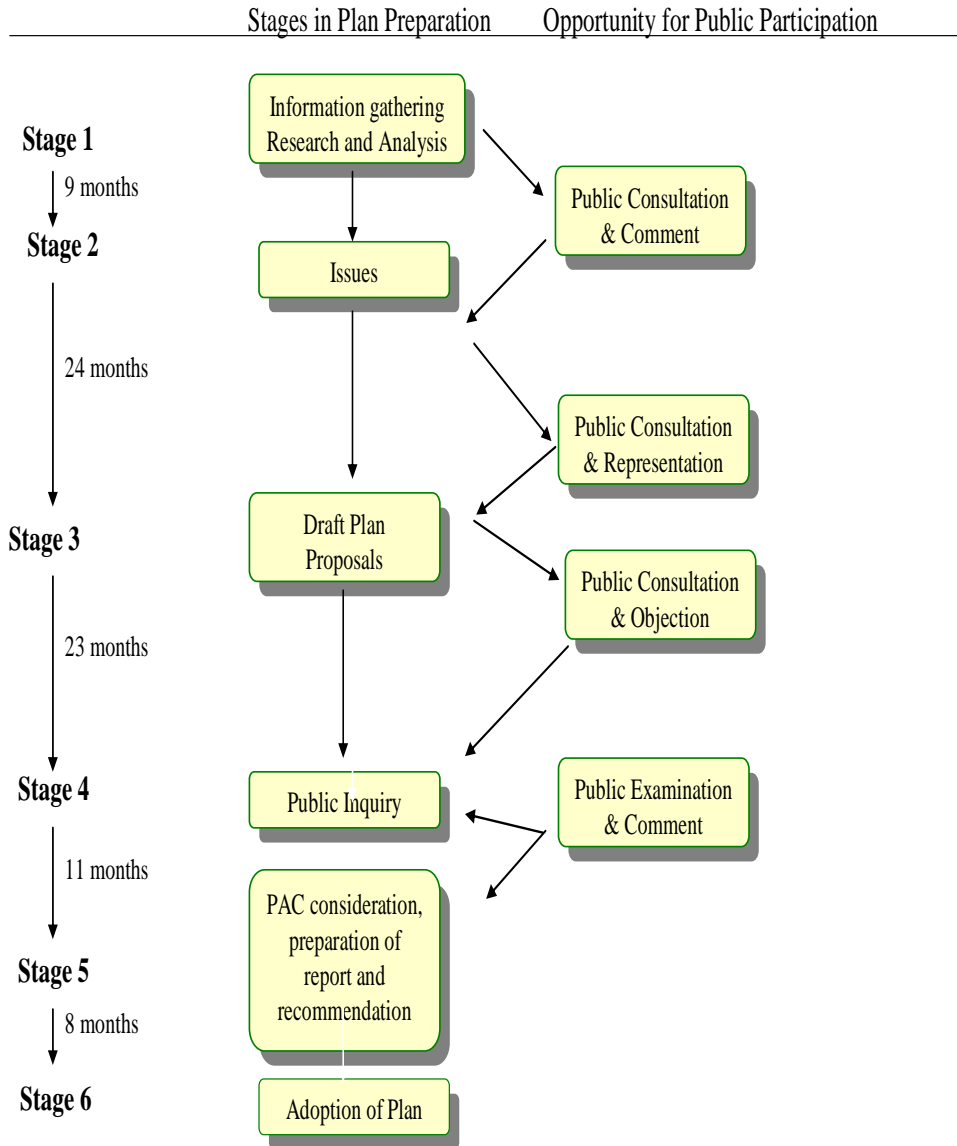 Stages in Plan Preparation
Opportunity for Public Participation
Information gathering
Research and Analysis
Stage 1
9 months
Public Consultation
& Comment
Stage 2
Issues
24 months
Public Consultation
& Representation
Stage 3
Draft Plan
Proposals
Public Consultation
& Objection
23 months
Stage 4
Public Inquiry
Public Examination
& Comment
11 months
PAC consideration,
preparation of
report and
recommendation
Stage 5
8 months
Stage 6
Adoption of Plan